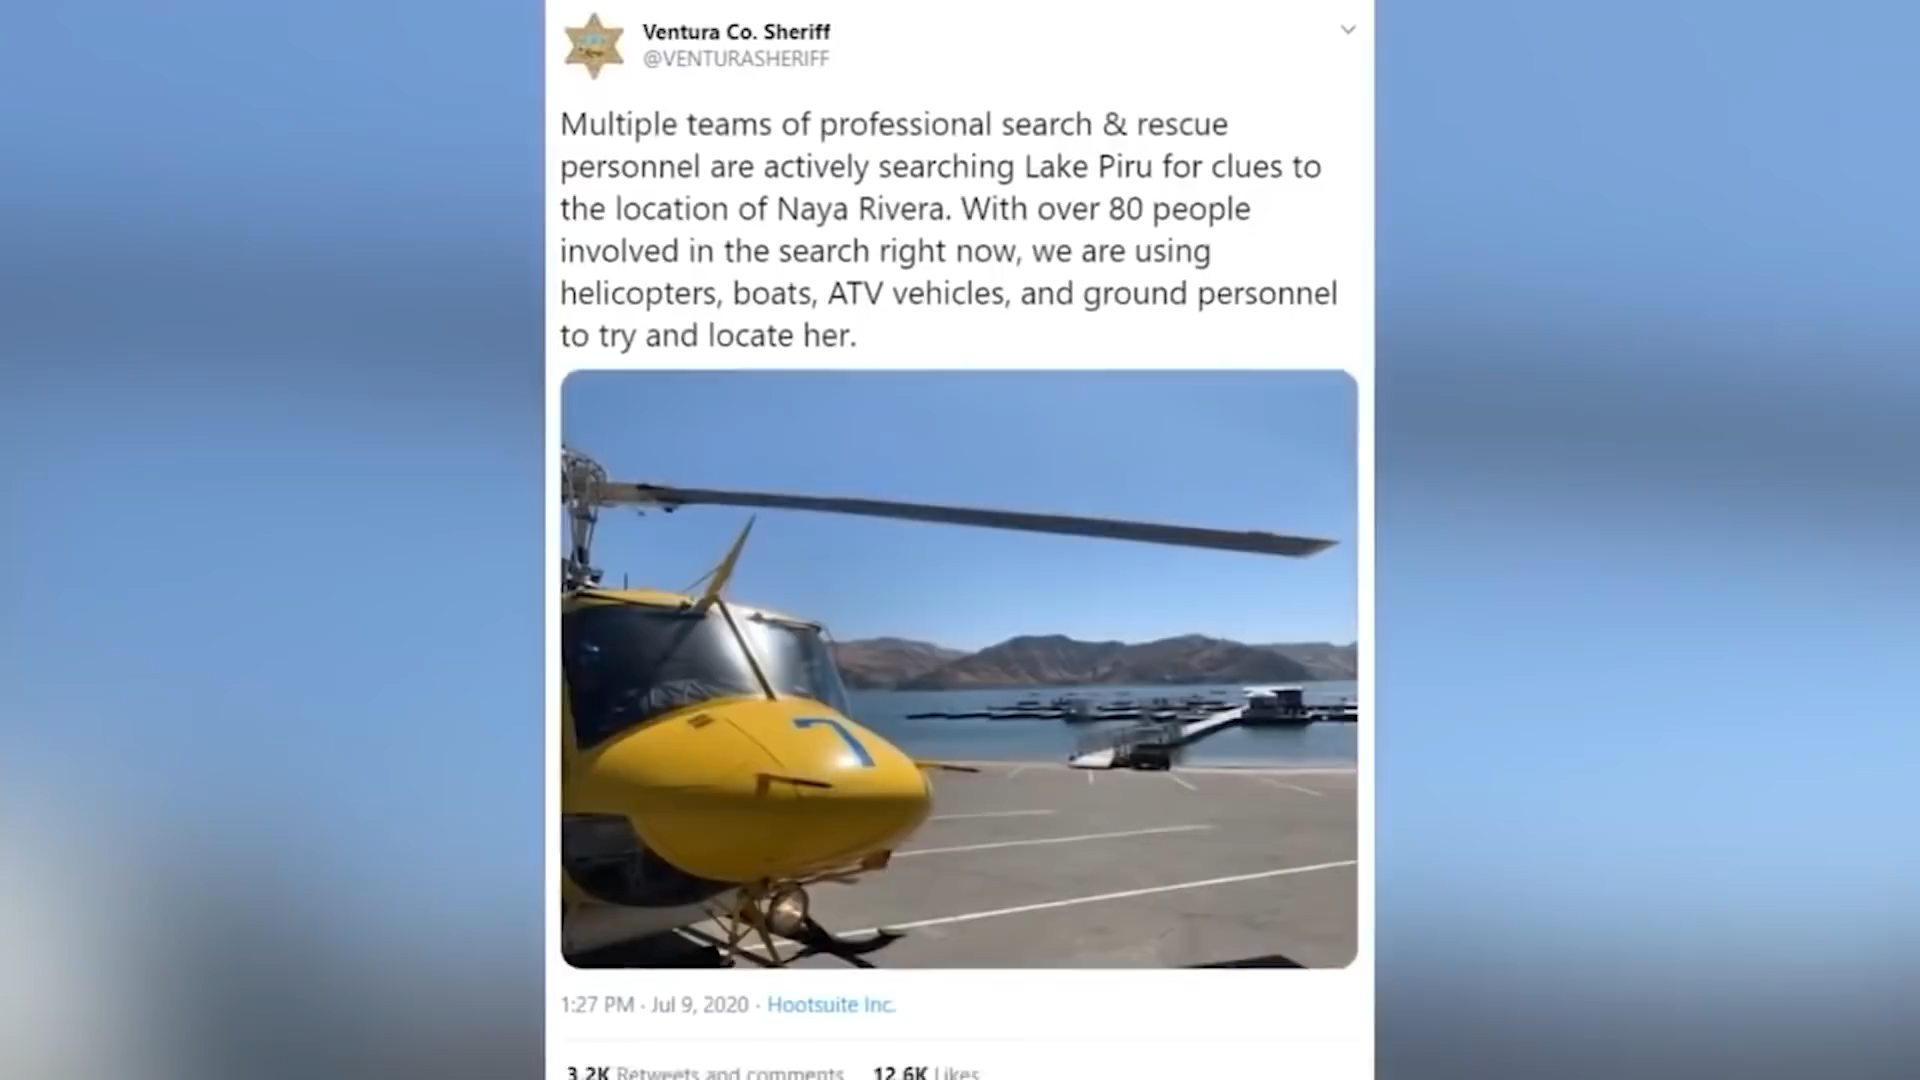 Ventura Co. Sheriff
@VENTURASHERIFF
Multiple teams of professional search & rescue
personnel are actively searching Lake Piru for clues to
the location of Naya Rivera. With over 80 people
involved in the search right now, we are using
helicopters, boats, ATV vehicles, and ground personnel
to try and locate her.
7
1:27 PM · Jul 9, 2020 · Hootsuite Inc.
3.2K Retweets and comments 12.6K Likes